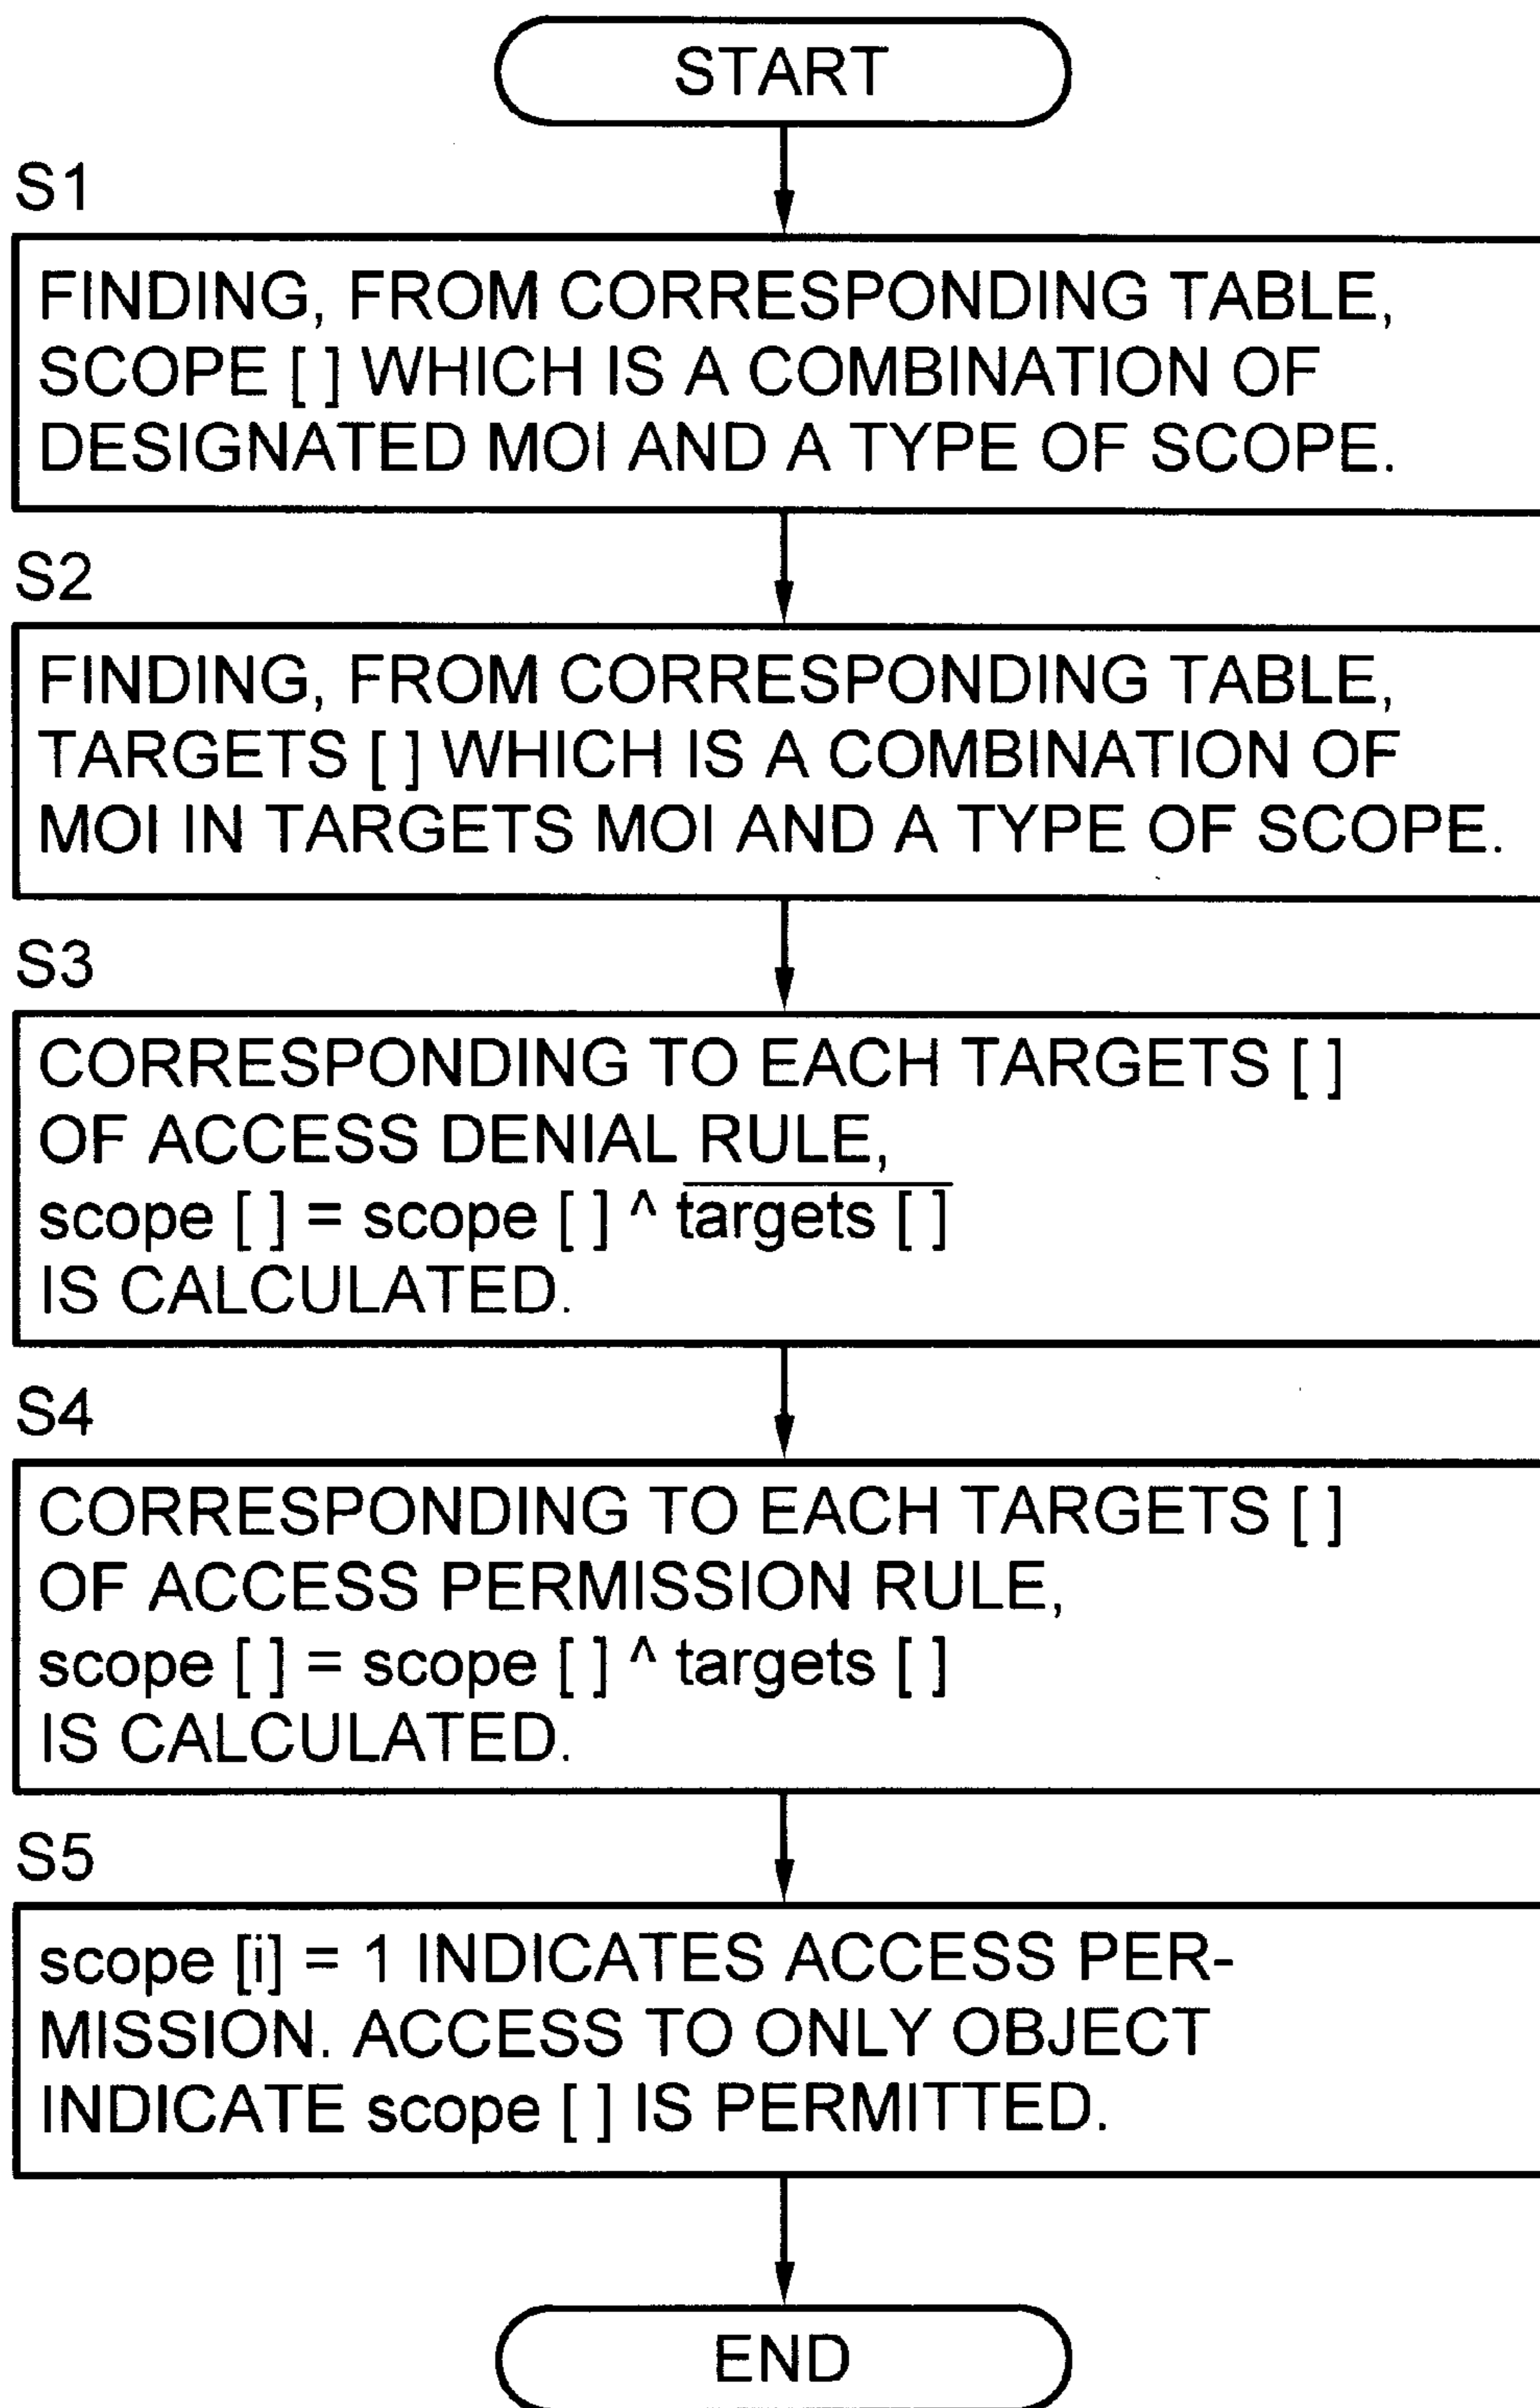 START
S1
FINDING, FROM CORRESPONDING TABLE,
SCOPE [ ] WHICH IS A COMBINATION OF
DESIGNATED MOI AND A TYPE OF SCOPE.
S2
FINDING, FROM CORRESPONDING TABLE,
TARGETS [ ] WHICH IS A COMBINATION OF
MOI IN TARGETS MOI AND A TYPE OF SCOPE.
S3
CORRESPONDING TO EACH TARGETS [ ]
OF ACCESS DENIAL RULE,
scope [ ] = scope [ ] ^ t̅a̅r̅g̅e̅t̅s̅ ̅[̅ ̅]̅
IS CALCULATED.
S4
CORRESPONDING TO EACH TARGETS [ ]
OF ACCESS PERMISSION RULE,
scope [ ] = scope [ ] ^ targets [ ]
IS CALCULATED.
S5
scope [i] = 1 INDICATES ACCESS PER-
MISSION. ACCESS TO ONLY OBJECT
INDICATE scope [ ] IS PERMITTED.
END